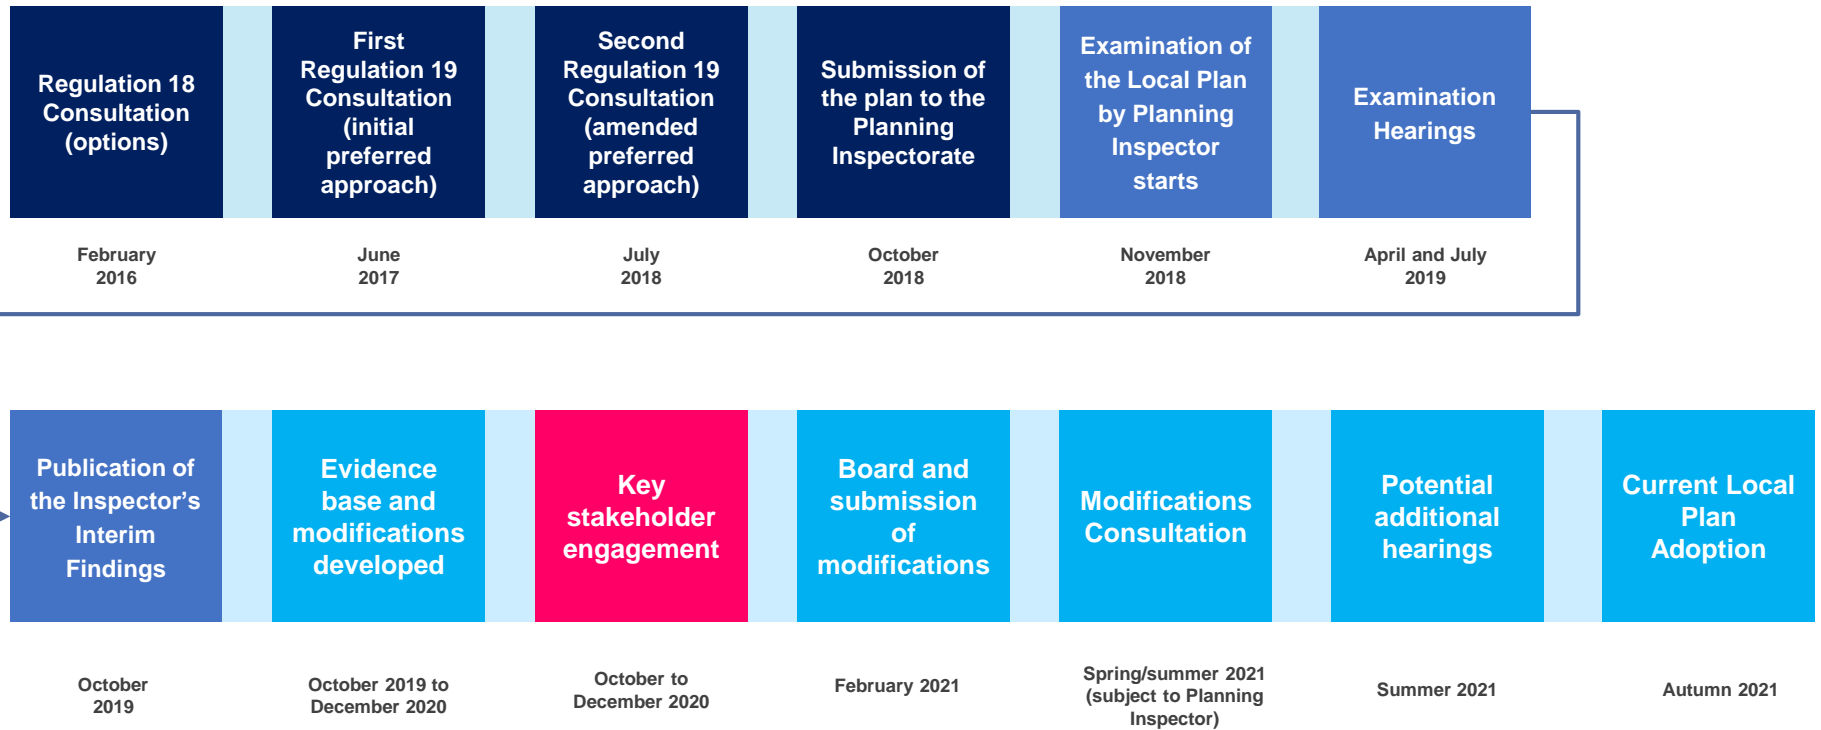 Regulation 18
Consultation
(options)
First
Regulation 19
Consultation
(initial
preferred
approach)
Second
Regulation 19
Consultation
(amended
preferred
approach)
Submission of
the plan to the
Planning
Inspectorate
Examination of
the Local Plan
by Planning
Inspector
starts
Examination
Hearings
February
2016
June
2017
July
2018
October
2018
November
2018
April and July
2019
Publication of
the Inspector’s
Interim
Findings
Evidence
base and
modifications
developed
Key
stakeholder
engagement
Board and
submission
of
modifications
Modifications
Consultation
Potential
additional
hearings
Current Local
Plan
Adoption
October
2019
October 2019 to
December 2020
October to
December 2020
February 2021
Spring/summer 2021
(subject to Planning
Inspector)
Summer 2021
Autumn 2021